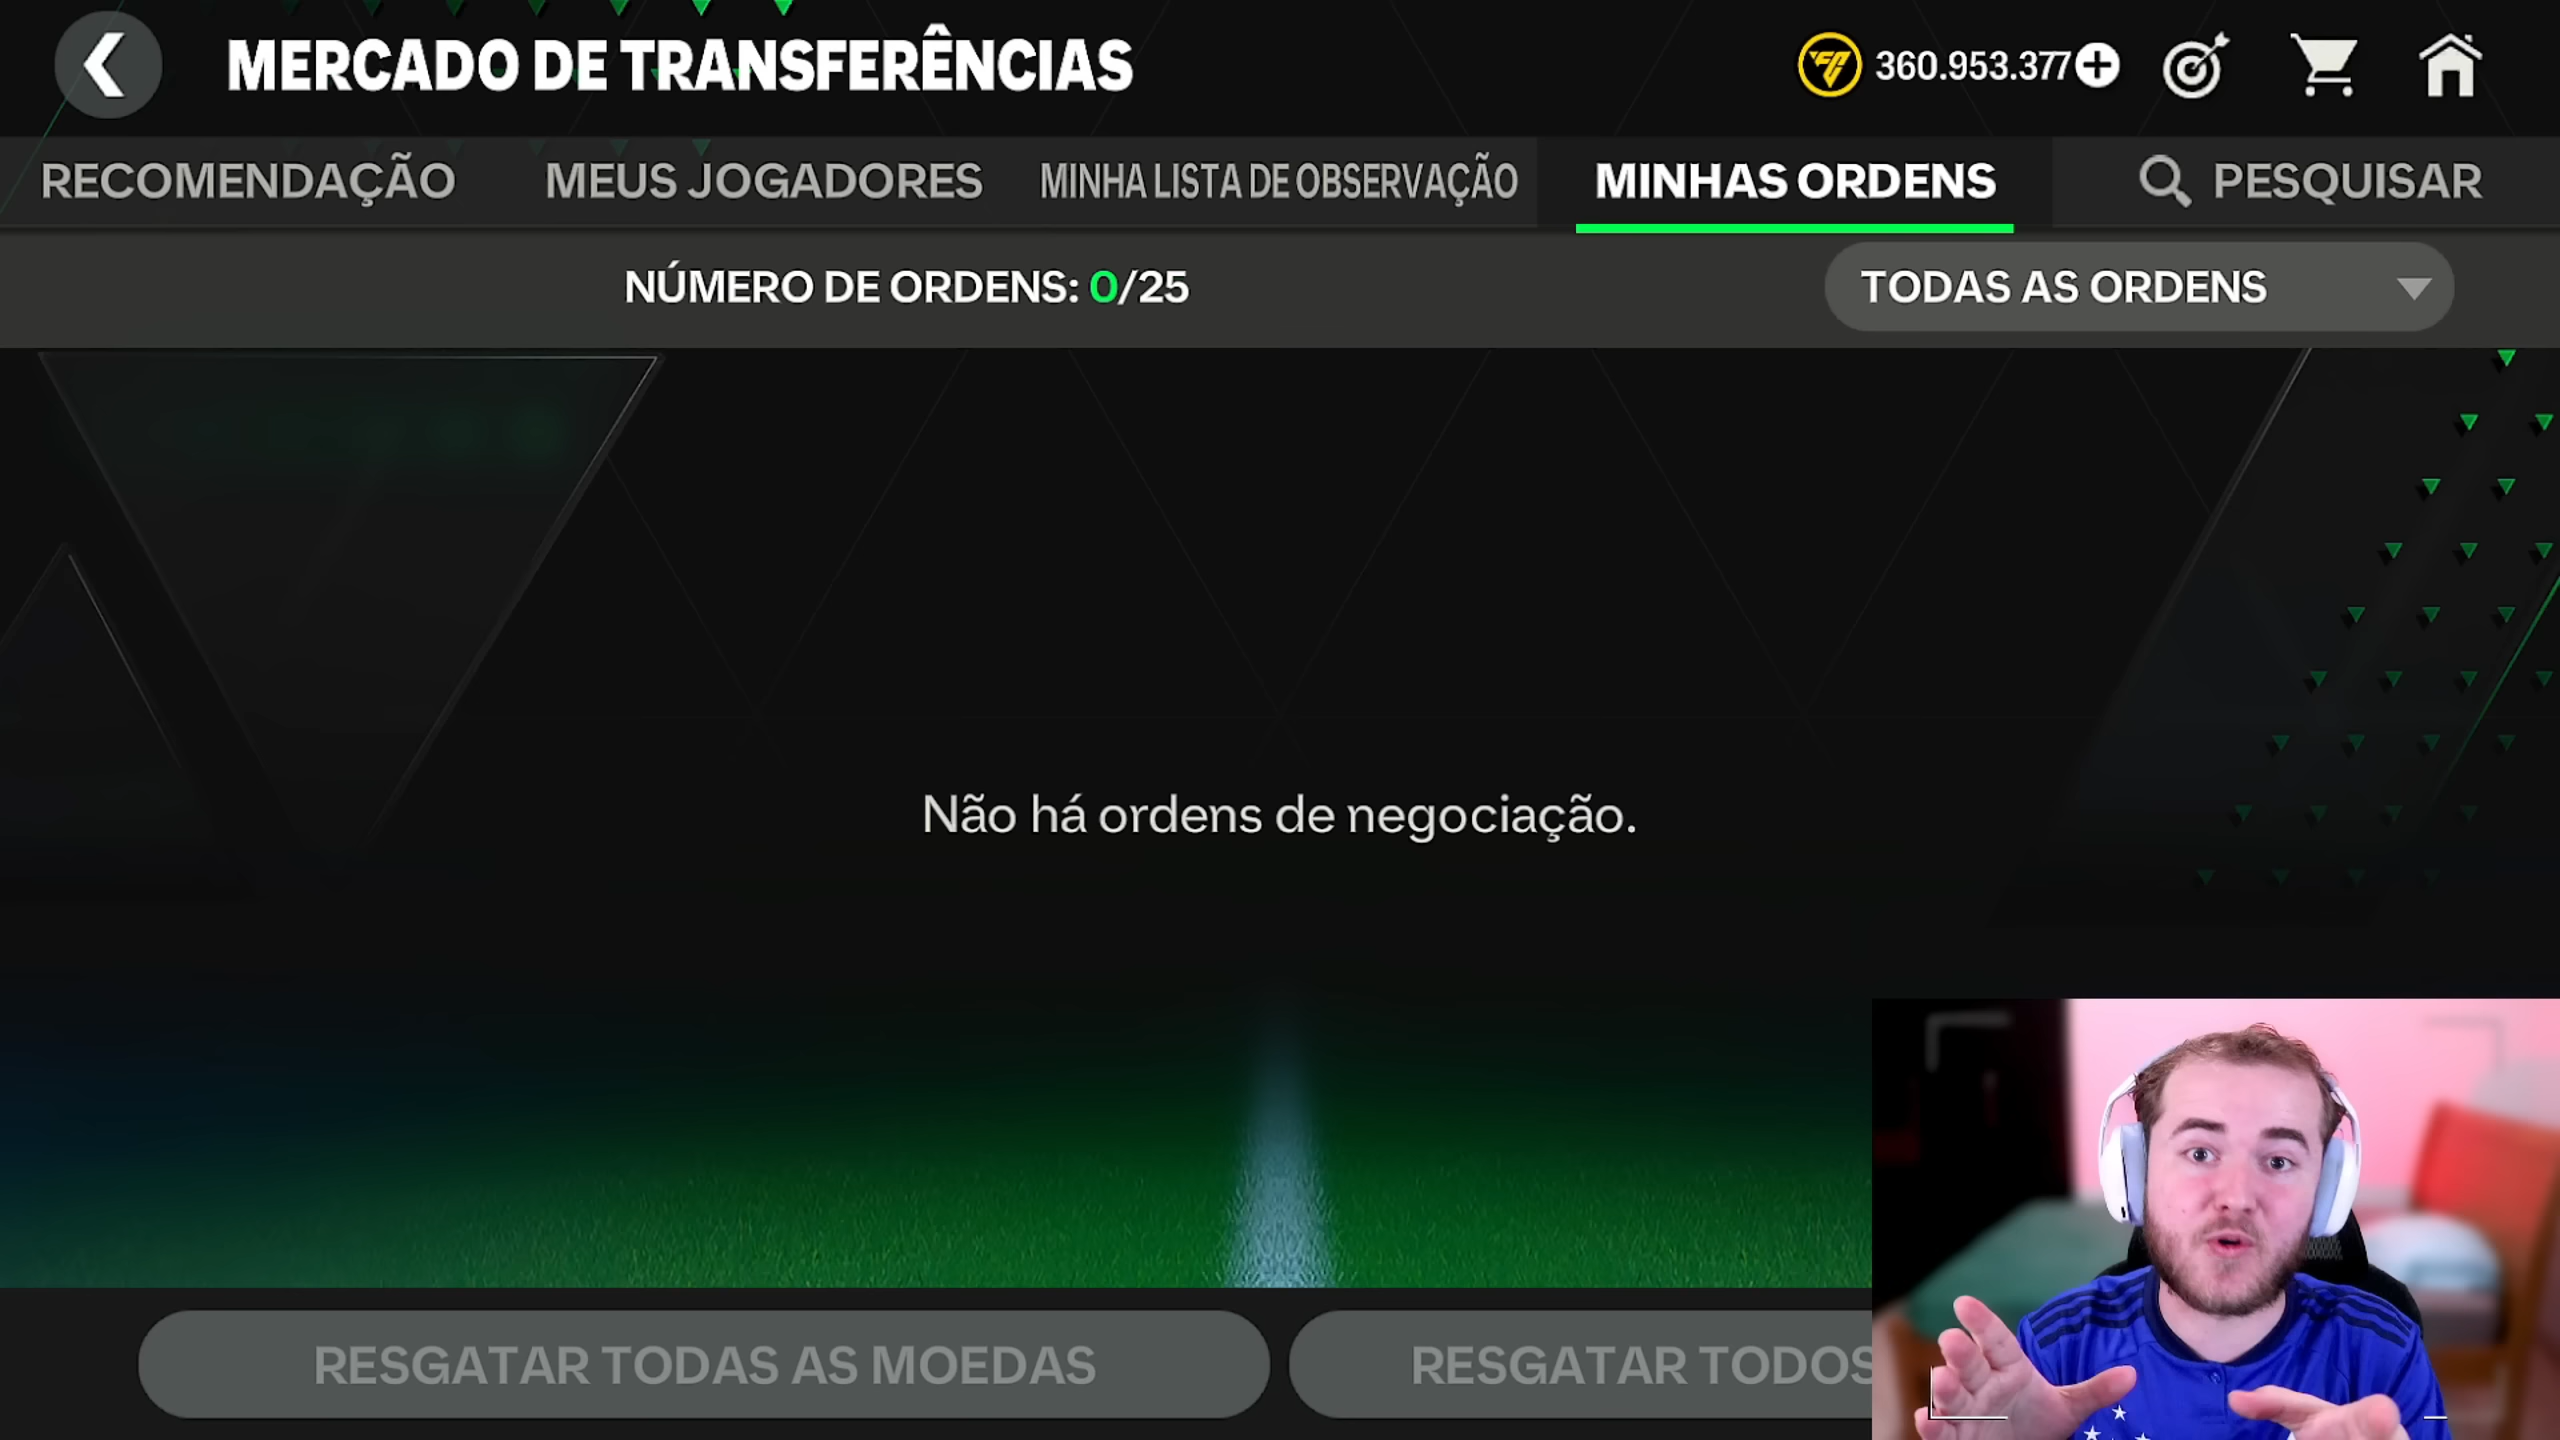 MERCADO DE TRANSFERÊNCIAS
360.953.377
RECOMENDAÇÃO
MEUS JOGADORES
MINHA LISTA DE OBSERVAÇÃO
MINHAS ORDENS
PESQUISAR
NÚMERO DE ORDENS: 0/25
TODAS AS ORDENS
Não há ordens de negociação.
RESGATAR TODAS AS MOEDAS
RESGATAR TODOS